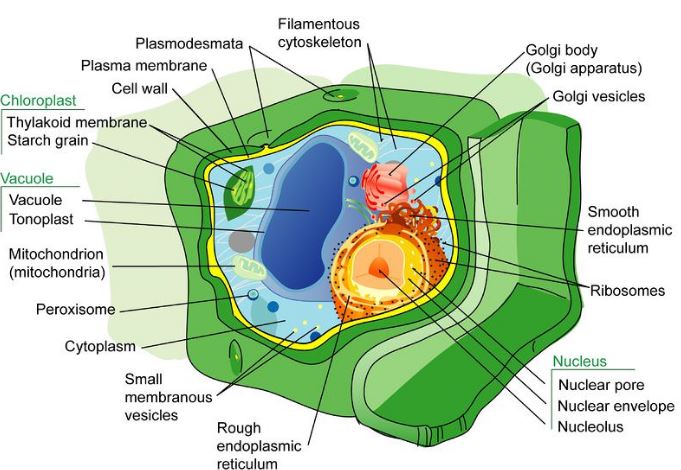 Filamentous
cytoskeleton
Plasmodesmata
Plasma membrane
Cell wall
Chloroplast
Thylakoid membrane
Starch grain
Vacuole
Vacuole
Tonoplast
Mitochondrion
(mitochondria)
Peroxisome
Cytoplasm
Small
membranous
vesicles
Rough
endoplasmic
reticulum
Golgi body
(Golgi apparatus)
Golgi vesicles
Smooth
endoplasmic
reticulum
Ribosomes
Nucleus
Nuclear pore
Nuclear envelope
Nucleolus